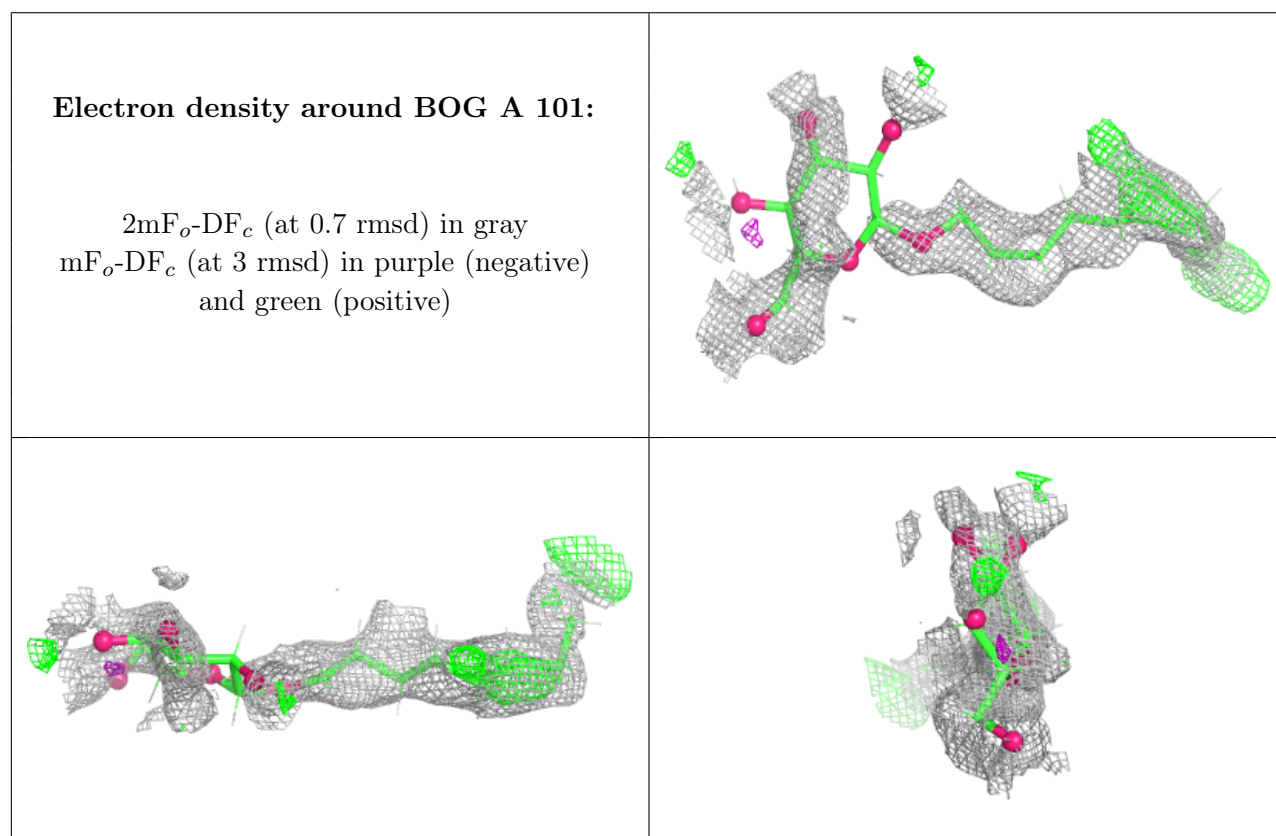 Electron density around BOG A 101:
2mFo-DFc (at 0.7 rmsd) in gray
mFo-DFc (at 3 rmsd) in purple (negative)
and green (positive)